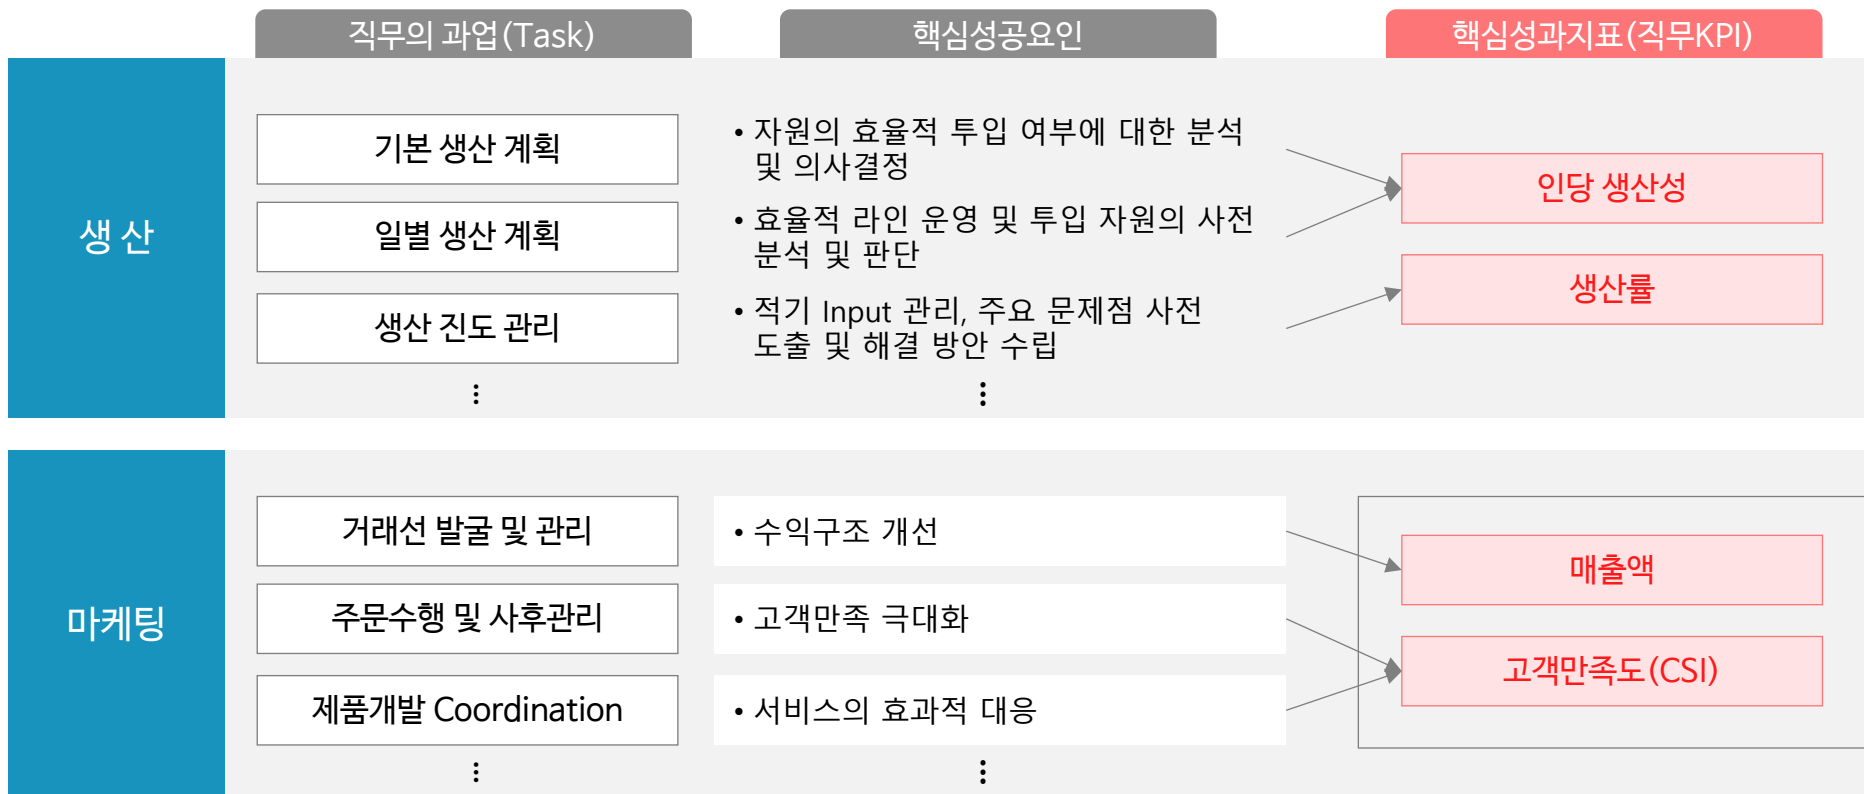 직무의 과업(Task)
핵심성공요인
핵심성과지표(직무KPI)
생 산
기본 생산 계획
• 자원의 효율적 투입 여부에 대한 분석
및 의사결정
인당 생산성
일별 생산 계획
• 효율적 라인 운영 및 투입 자원의 사전
분석 및 판단
생산률
생산 진도 관리
• 적기 Input 관리, 주요 문제점 사전
도출 및 해결 방안 수립
⋮
⋮
마케팅
거래선 발굴 및 관리
• 수익구조 개선
매출액
주문수행 및 사후관리
• 고객만족 극대화
고객만족도(CSI)
제품개발 Coordination
• 서비스의 효과적 대응
⋮
⋮